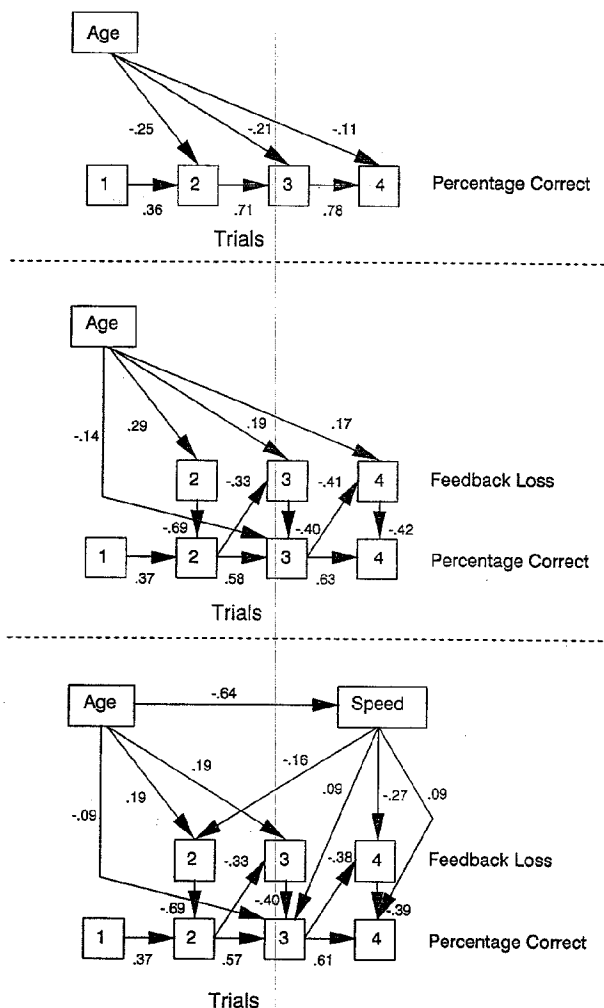 Age
-.25
-.21
-.11
1 2 3 4 Percentage Correct
.36 .71 .78
Trials
Age
-.14 .29 .19 .17
2 -.33 3 -.41 4 Feedback Loss
-.69 -.40 -.42
1 2 3 4 Percentage Correct
.37 .58 .63
Trials
Age -.64 Speed
-.09 .19 .19 -.16 .09 -.27 .09
2 -.33 3 -.38 4 Feedback Loss
-.69 -.40 -.39
1 2 3 4 Percentage Correct
.37 .57 .61
Trials